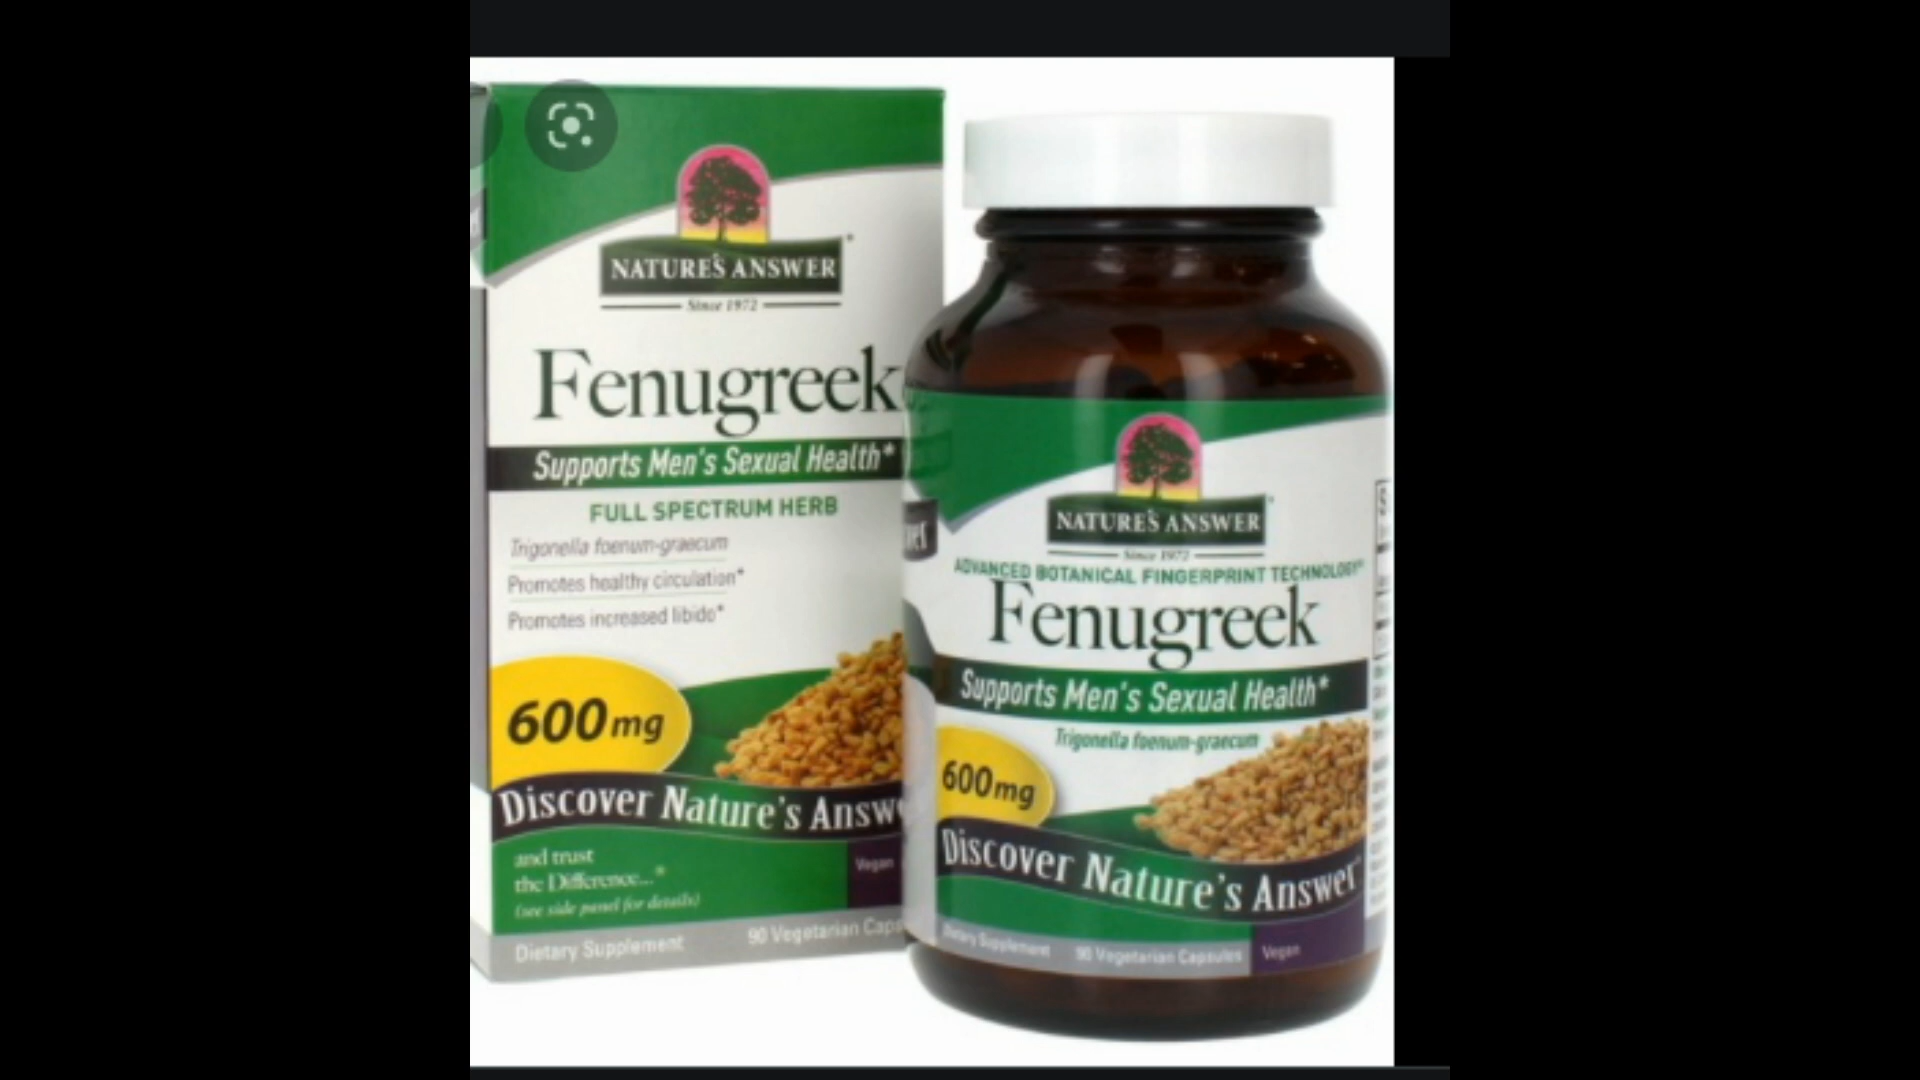 NATURE'S ANSWER
Since 1972
Fenugreek
Supports Men's Sexual Health*
FULL SPECTRUM HERB
Trigonella foenum-graecum
Promotes healthy circulation*
Promotes increased libido*
600mg
Discover Nature's Answ
and trust
the Difference...*
(see side panel for details)
Vegan
Dietary Supplement 90 Vegetarian Caps
NATURE'S ANSWER
Since 1972
ADVANCED BOTANICAL FINGERPRINT TECHNOLOGY™
Fenugreek
Supports Men's Sexual Health*
Trigonella foenum-graecum
600mg
Discover Nature's Answer
Dietary Supplement 90 Vegetarian Capsules Vegan